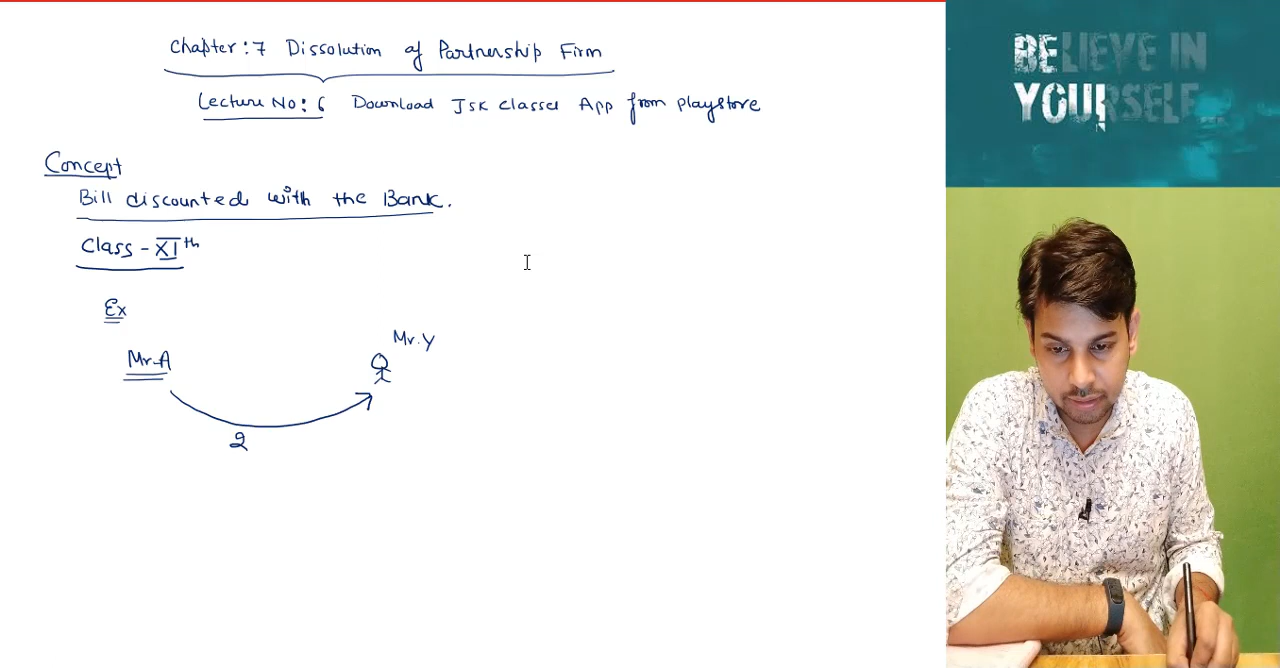 Chapter: 7 Dissolution of Partnership Firm
Lecture No: 6 Download JSK Classes App from playstore
Concept
Bill discounted with the Bank.
Class - XIth
Ex
Mr. A
Mr. Y
2
BELIEVE IN
YOURSELF...